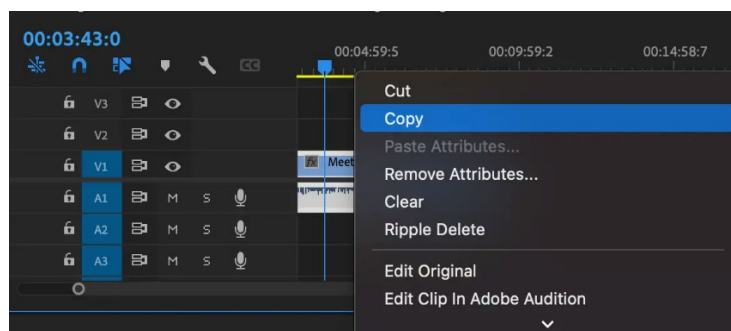 00:03:43:0
00:04:59:5 00:09:59:2 00:14:58:7
CC
V3
V2
V1
fx Meet
A1 M S
A2 M S
A3 M S
Cut
Copy
Paste Attributes...
Remove Attributes...
Clear
Ripple Delete
Edit Original
Edit Clip In Adobe Audition